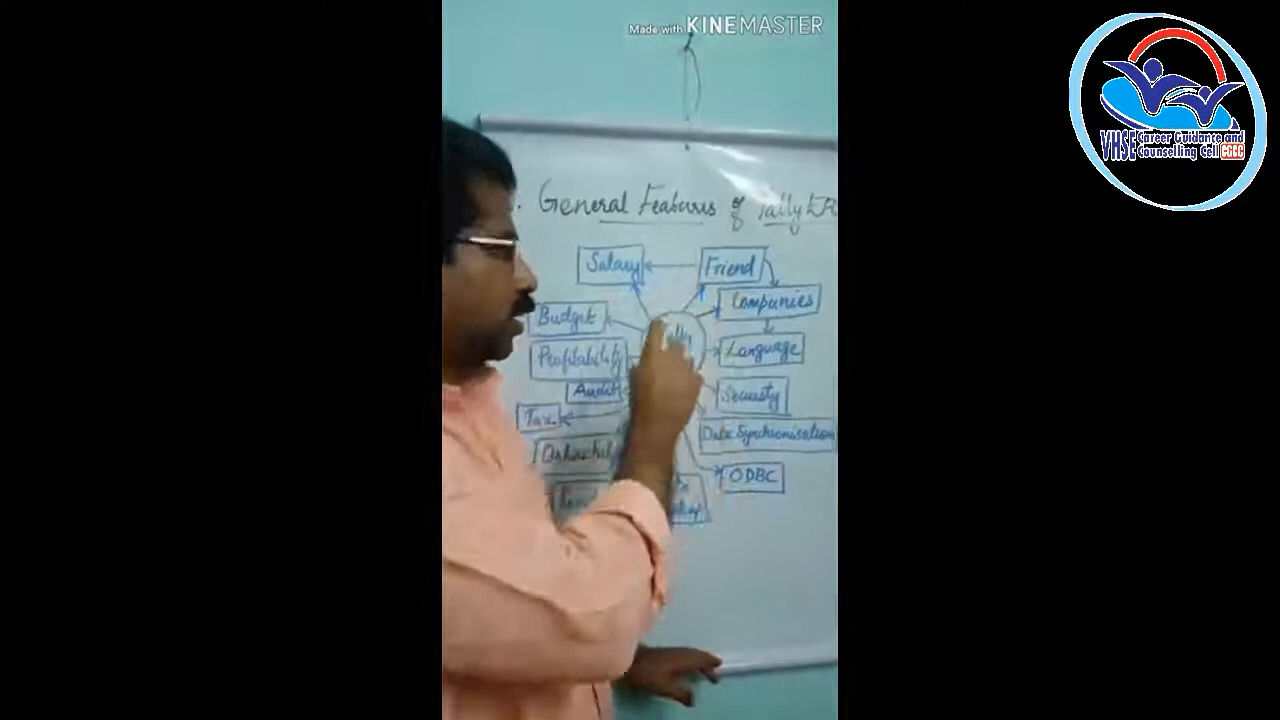 Made with KINEMASTER
VHSE Career Guidance and
Counselling Cell CGCC
General Features of Tally ER
Salary
Friend
Companies
Budget
Language
Profitability
Audit
Security
Tax
Data Synchronisation
ODBC